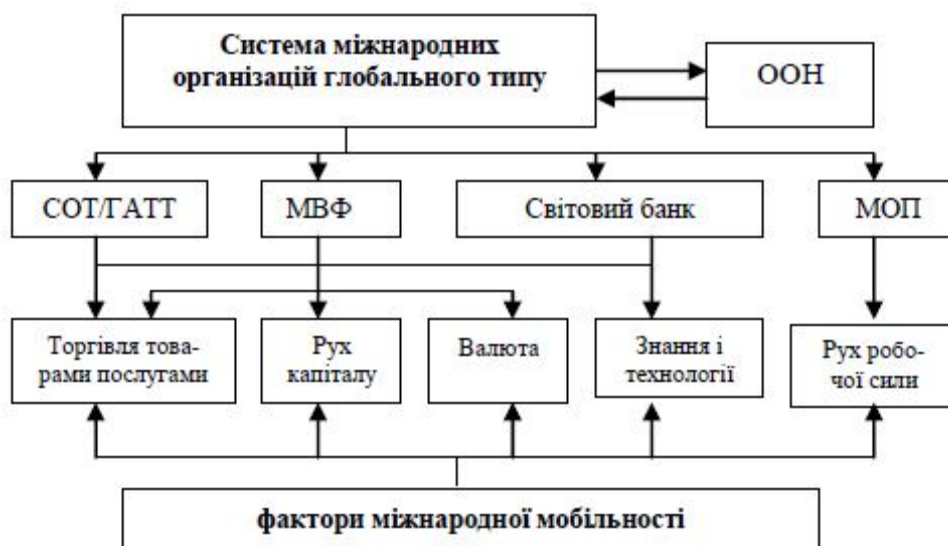 Система міжнародних
організацій глобального типу
ООН
СОТ/ГАТТ
МВФ
Світовий банк
МОП
Торгівля това-
рами послугами
Рух
капіталу
Валюта
Знання і
технології
Рух робо-
чої сили
фактори міжнародної мобільності